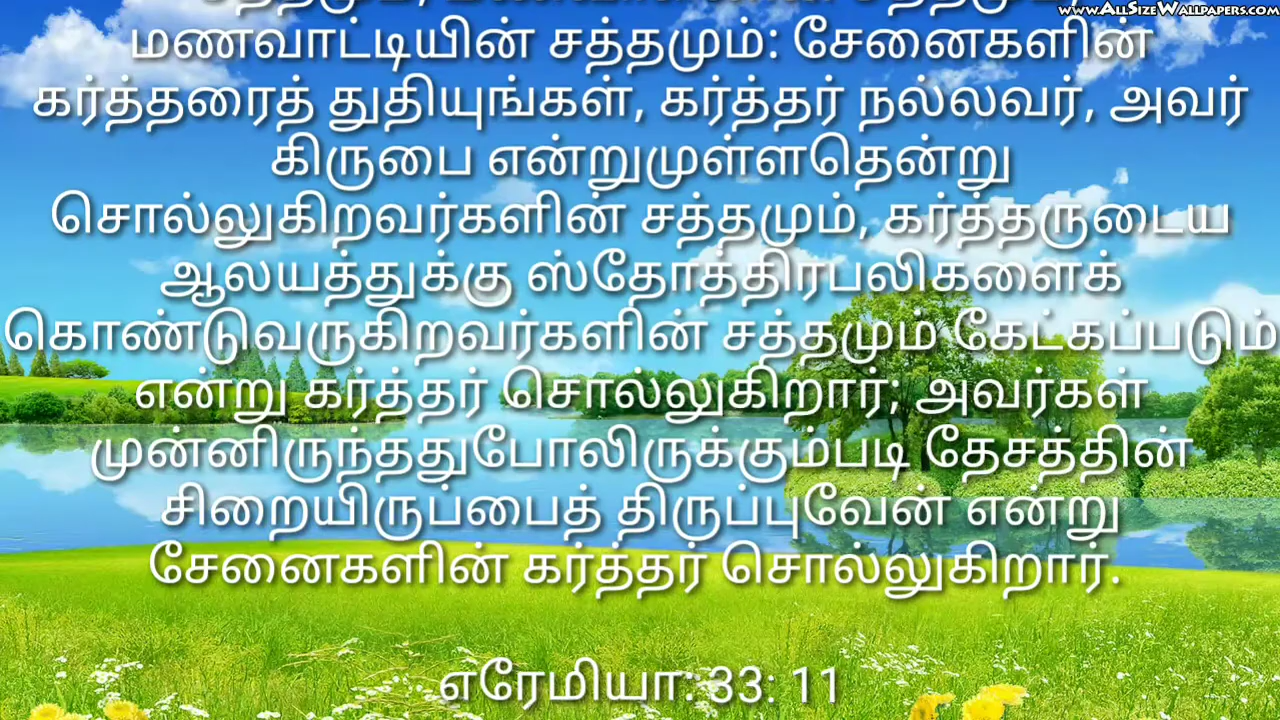 www.AllSizeWallpapers.com
மணவாட்டியின் சத்தமும்: சேனைகளின்
கர்த்தரைத் துதியுங்கள், கர்த்தர் நல்லவர், அவர்
கிருபை என்றுமுள்ளதென்று
சொல்லுகிறவர்களின் சத்தமும், கர்த்தருடைய
ஆலயத்துக்கு ஸ்தோத்திரபலிகளைக்
கொண்டுவருகிறவர்களின் சத்தமும் கேட்கப்படும்
என்று கர்த்தர் சொல்லுகிறார்; அவர்கள்
முன்னிருந்ததுபோலிருக்கும்படி தேசத்தின்
சிறையிருப்பைத் திருப்புவேன் என்று
சேனைகளின் கர்த்தர் சொல்லுகிறார்.
எரேமியா: 33: 11